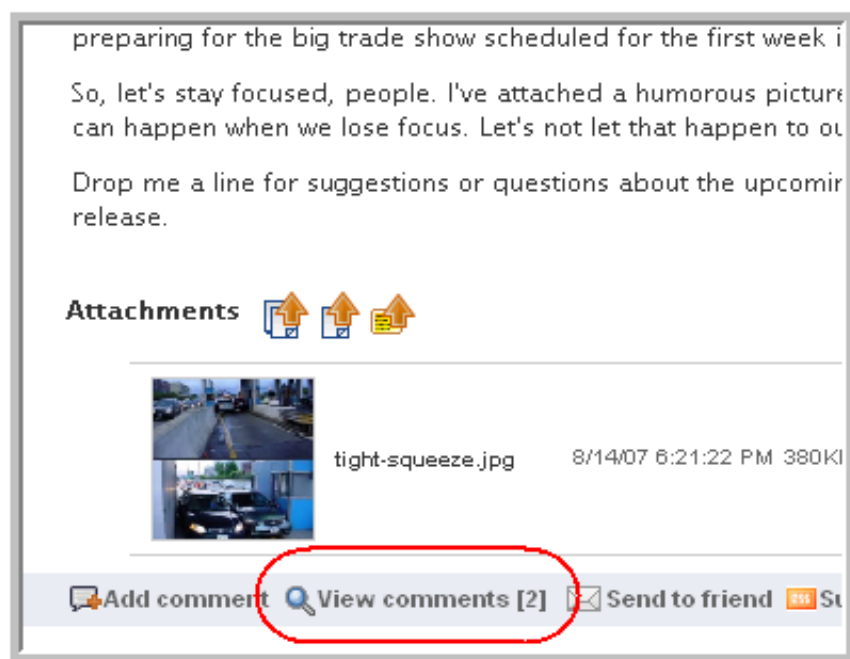 preparing for the big trade show scheduled for the first week
So, let's stay focused, people. I've attached a humorous picture
can happen when we lose focus. Let's not let that happen to
Drop me a line for suggestions or questions about the
release.
Attachments
tight-squeeze.jpg 8/14/07 6:21:22 PM 380K
Add comment View comments [2] Send to friend